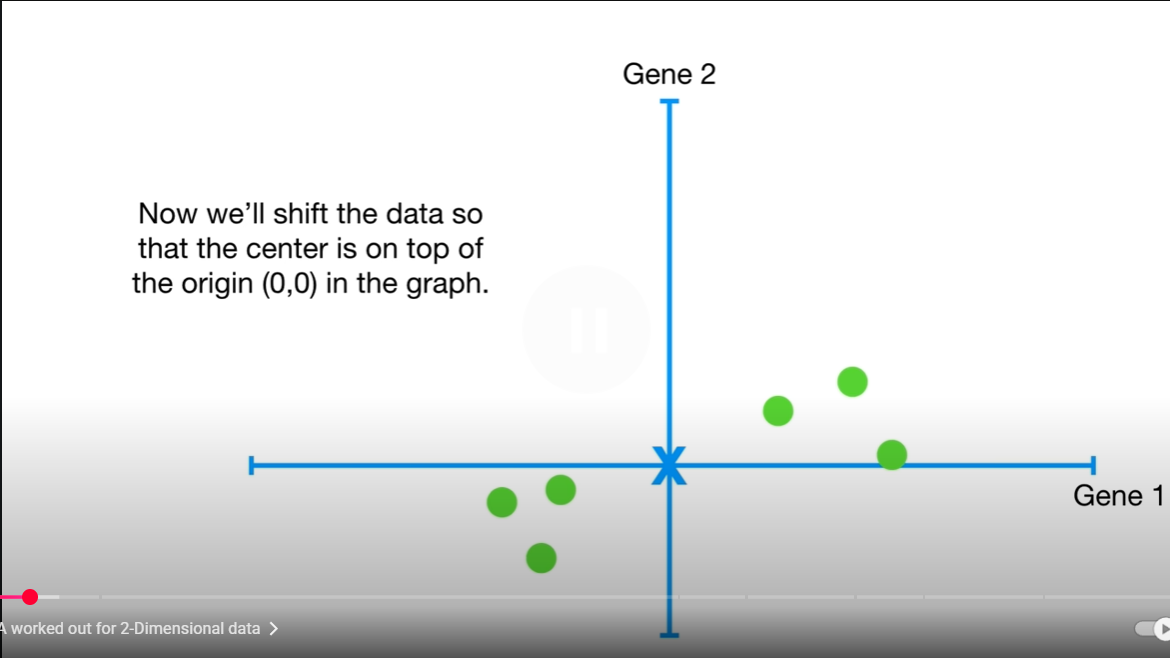 Gene 2
Now we’ll shift the data so
that the center is on top of
the origin (0,0) in the graph.
X
Gene 1
A worked out for 2-Dimensional data